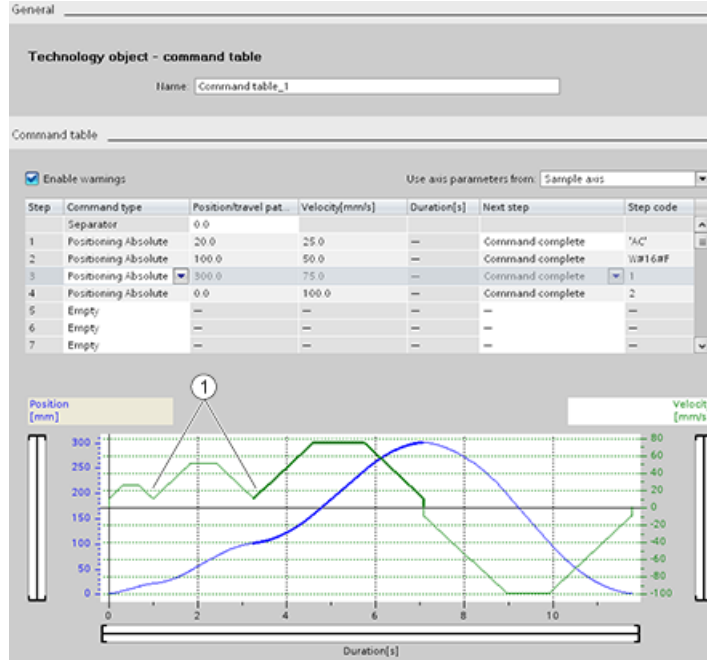 General
Technology object - command table
Name: Command table_1
Command table
Enable warnings Use axis parameters from: Sample axis
Step Command type Position/travel pat... Velocity[mm/s] Duration[s] Next step Step code
Separator 0.0
1 Positioning Absolute 20.0 25.0 — Command complete 'AC'
2 Positioning Absolute 100.0 50.0 — Command complete W#16#F
3 Positioning Absolute 300.0 75.0 — Command complete 1
4 Positioning Absolute 0.0 100.0 — Command complete 2
5 Empty — — — — —
6 Empty — — — — —
7 Empty — — — — —
1
Position Velocit
[mm] [mm/s
300 80
250 60
200 40
150 20
100 0
50 -20
0 -40
-60
-80
-100
0 2 4 6 8 10
Duration[s]